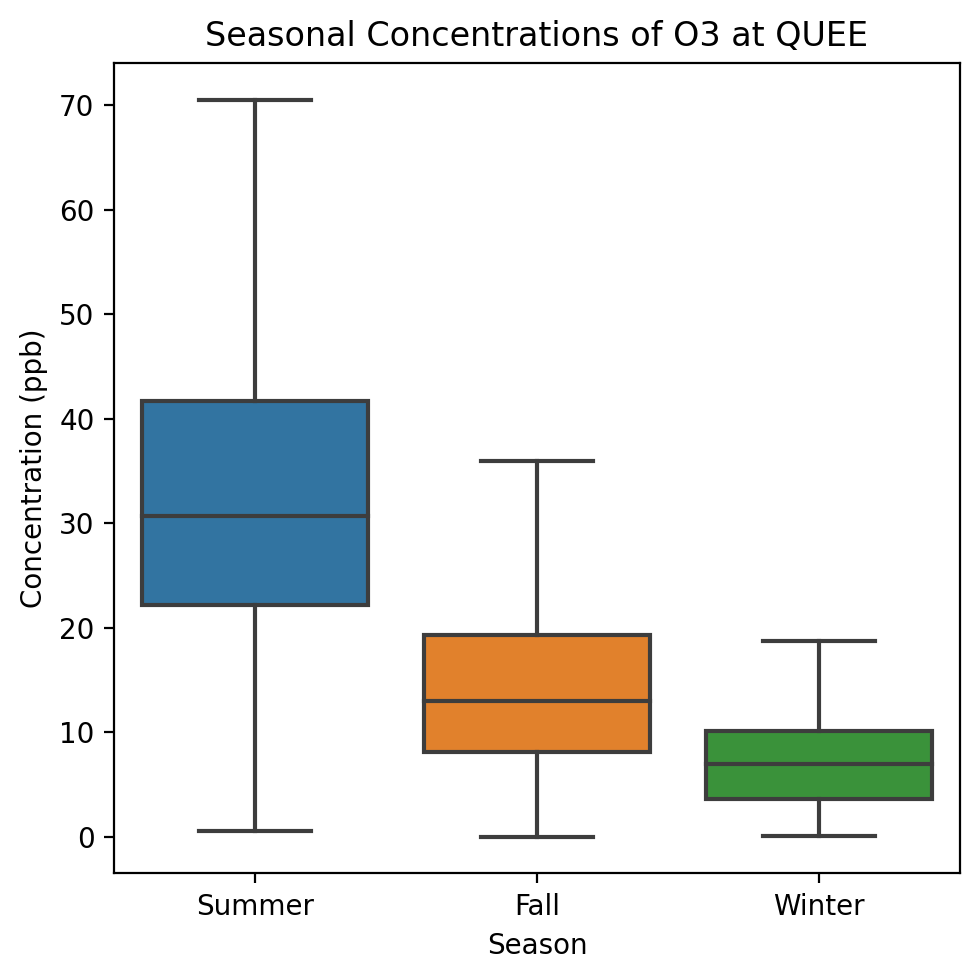 Seasonal Concentrations of O3 at QUEE
70
60
50
40
30
20
10
0
Concentration (ppb)
Summer
Fall
Winter
Season